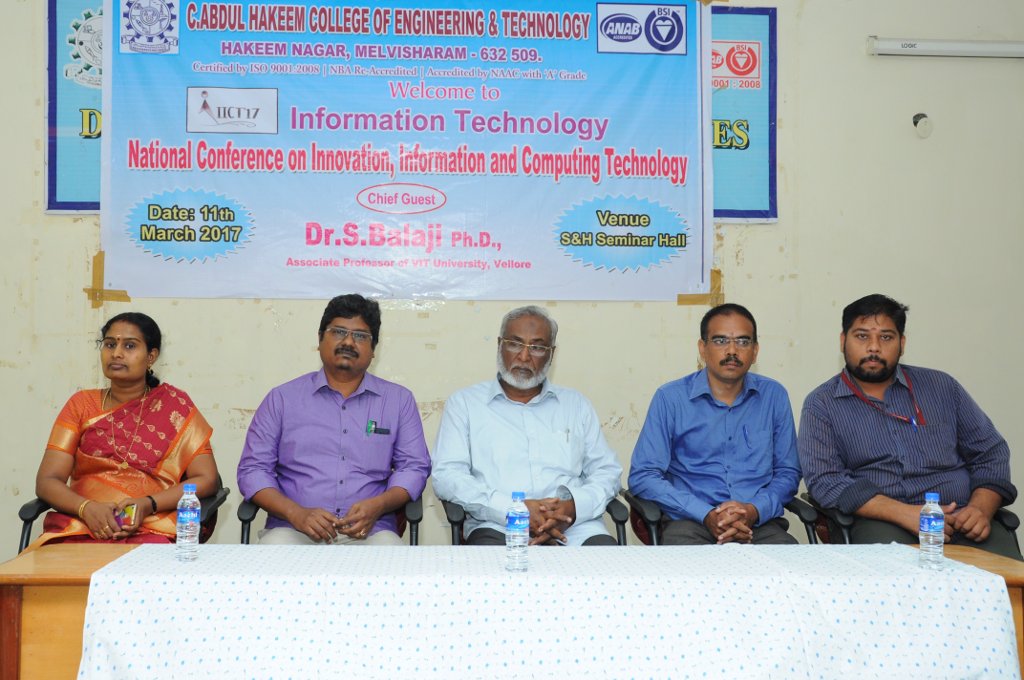 C.ABDUL HAKEEM COLLEGE OF ENGINEERING & TECHNOLOGY
HAKEEM NAGAR, MELVISHARAM - 632 509.
Certified by ISO 9001-2008 | NBA Re-Accredited | Accredited by NAAC with 'A' Grade
ANAB
ACCREDITED
BSI
Welcome to
IICT17
Information Technology
National Conference on Innovation, Information and Computing Technology
Chief Guest
Date: 11th
March 2017
Dr.S.Balaji Ph.D.,
Associate Professor of VIT University, Vellore
Venue
S&H Seminar Hall
D
BSI
9001 - 2008
ES
LOGIC
Aachi